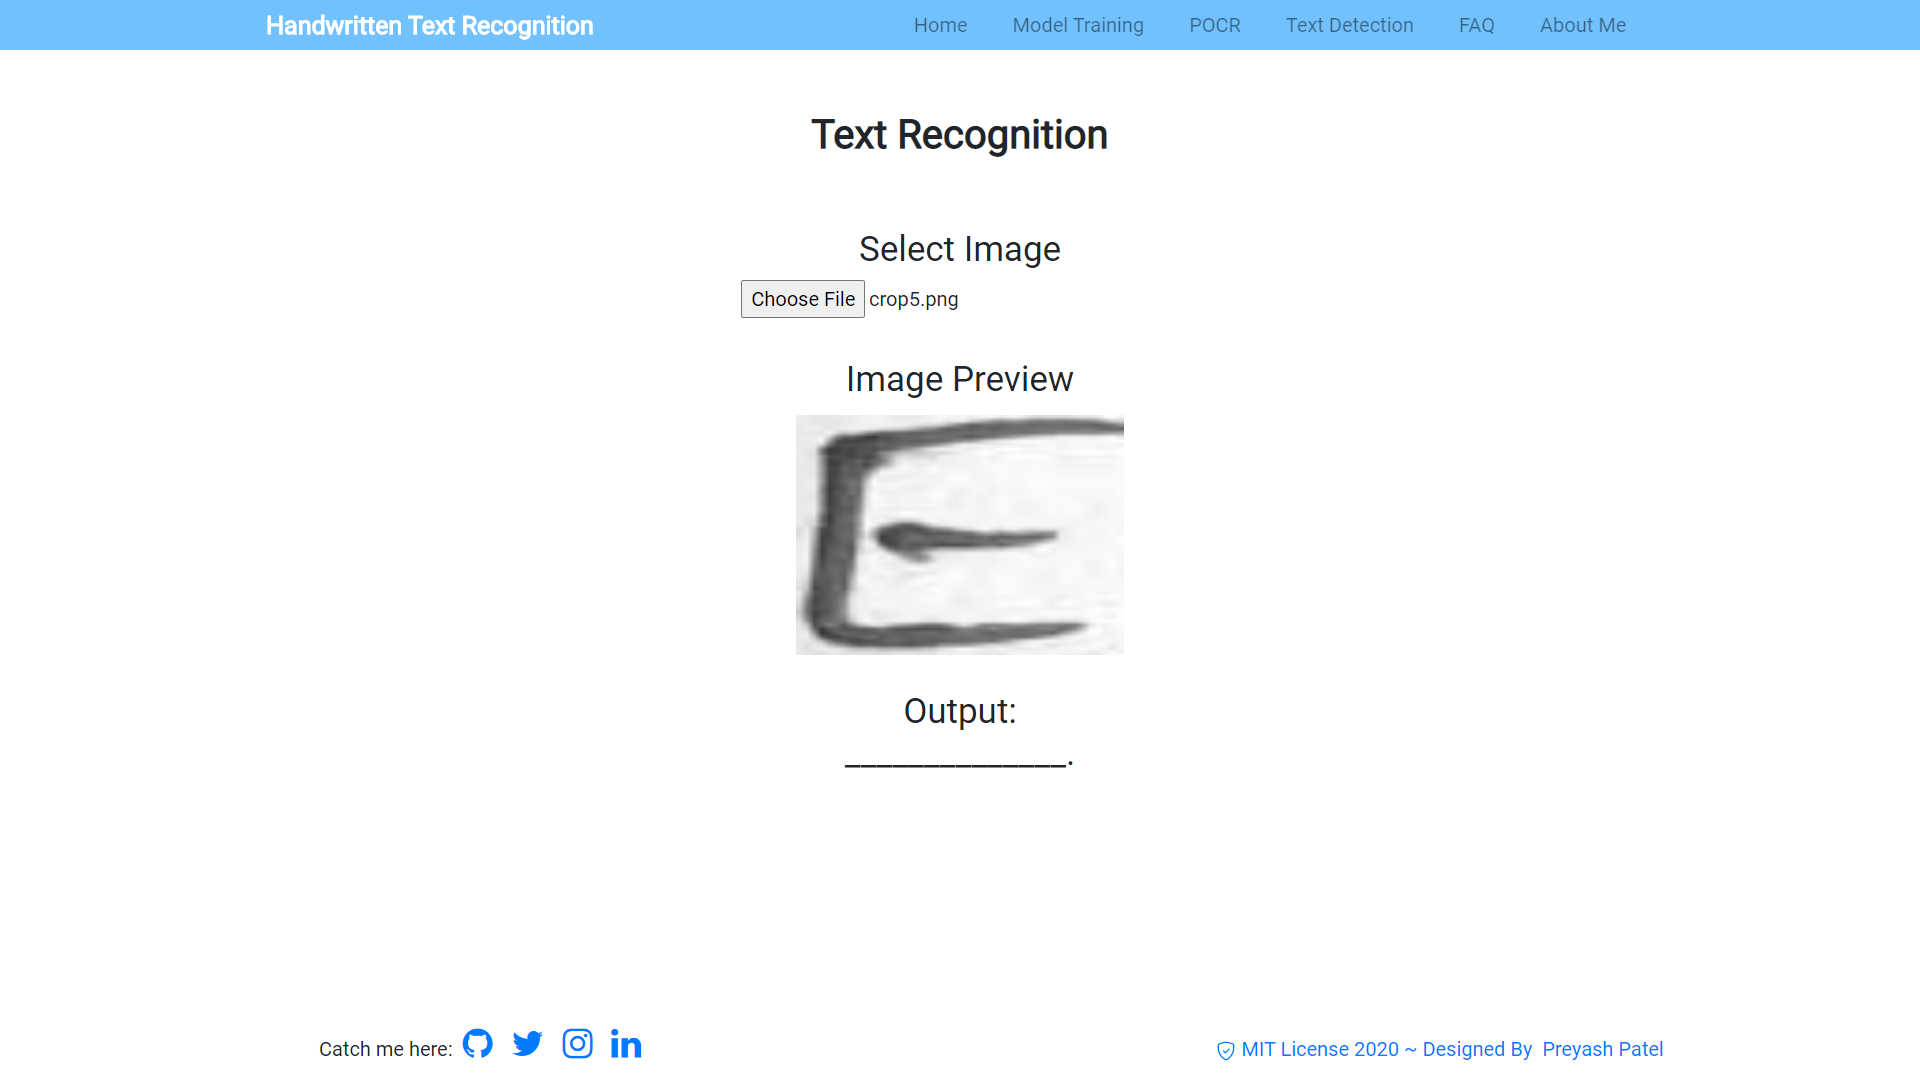 Handwritten Text Recognition Home Model Training POCR Text Detection FAQ About Me
Text Recognition
Select Image
Choose File crop5.png
Image Preview
E
Output:
______________.
Catch me here: MIT License 2020 ~ Designed By Preyash Patel